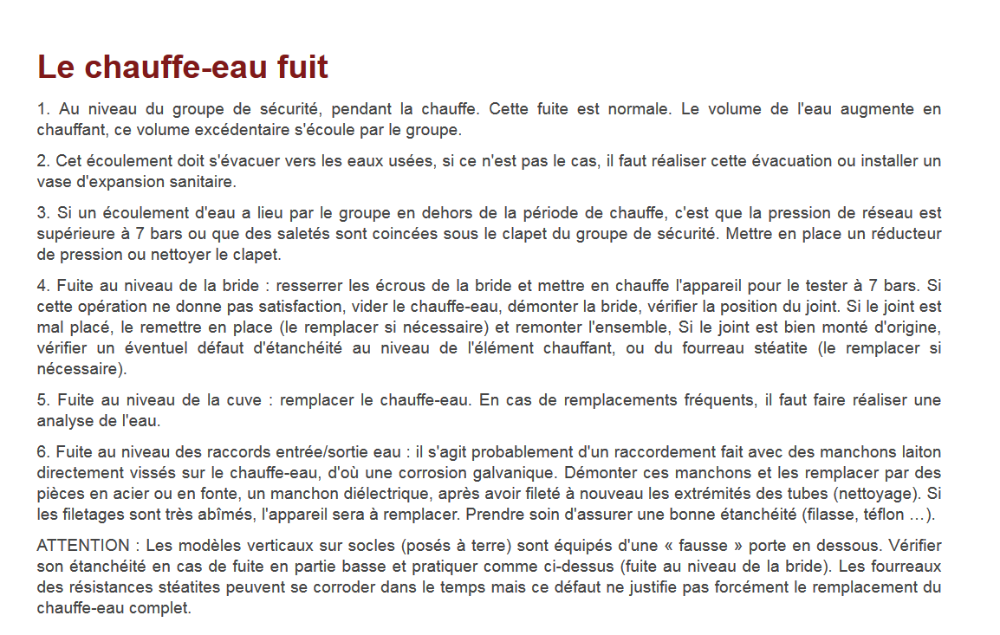 Le chauffe-eau fuit
1. Au niveau du groupe de sécurité, pendant la chauffe. Cette fuite est normale. Le volume de l'eau augmente en
chauffant, ce volume excédentaire s'écoule par le groupe.
2. Cet écoulement doit s'évacuer vers les eaux usées, si ce n'est pas le cas, il faut réaliser cette évacuation ou installer un
vase d'expansion sanitaire.
3. Si un écoulement d'eau a lieu par le groupe en dehors de la période de chauffe, c'est que la pression de réseau est
supérieure à 7 bars ou que des saletés sont coincées sous le clapet du groupe de sécurité. Mettre en place un réducteur
de pression ou nettoyer le clapet.
4. Fuite au niveau de la bride : resserrer les écrous de la bride et mettre en chauffe l'appareil pour le tester à 7 bars. Si
cette opération ne donne pas satisfaction, vider le chauffe-eau, démonter la bride, vérifier la position du joint. Si le joint est
mal placé, le remettre en place (le remplacer si nécessaire) et remonter l'ensemble, Si le joint est bien monté d'origine,
vérifier un éventuel défaut d'étanchéité au niveau de l'élément chauffant, ou du fourreau stéatite (le remplacer si
nécessaire).
5. Fuite au niveau de la cuve : remplacer le chauffe-eau. En cas de remplacements fréquents, il faut faire réaliser une
analyse de l'eau.
6. Fuite au niveau des raccords entrée/sortie eau : il s'agit probablement d'un raccordement fait avec des manchons laiton
directement vissés sur le chauffe-eau, d'où une corrosion galvanique. Démonter ces manchons et les remplacer par des
pièces en acier ou en fonte, un manchon diélectrique, après avoir fileté à nouveau les extrémités des tubes (nettoyage). Si
les filetages sont très abîmés, l'appareil sera à remplacer. Prendre soin d'assurer une bonne étanchéité (filasse, téflon …).
ATTENTION : Les modèles verticaux sur socles (posés à terre) sont équipés d'une « fausse » porte en dessous. Vérifier
son étanchéité en cas de fuite en partie basse et pratiquer comme ci-dessus (fuite au niveau de la bride). Les fourreaux
des résistances stéatites peuvent se corroder dans le temps mais ce défaut ne justifie pas forcément le remplacement du
chauffe-eau complet.